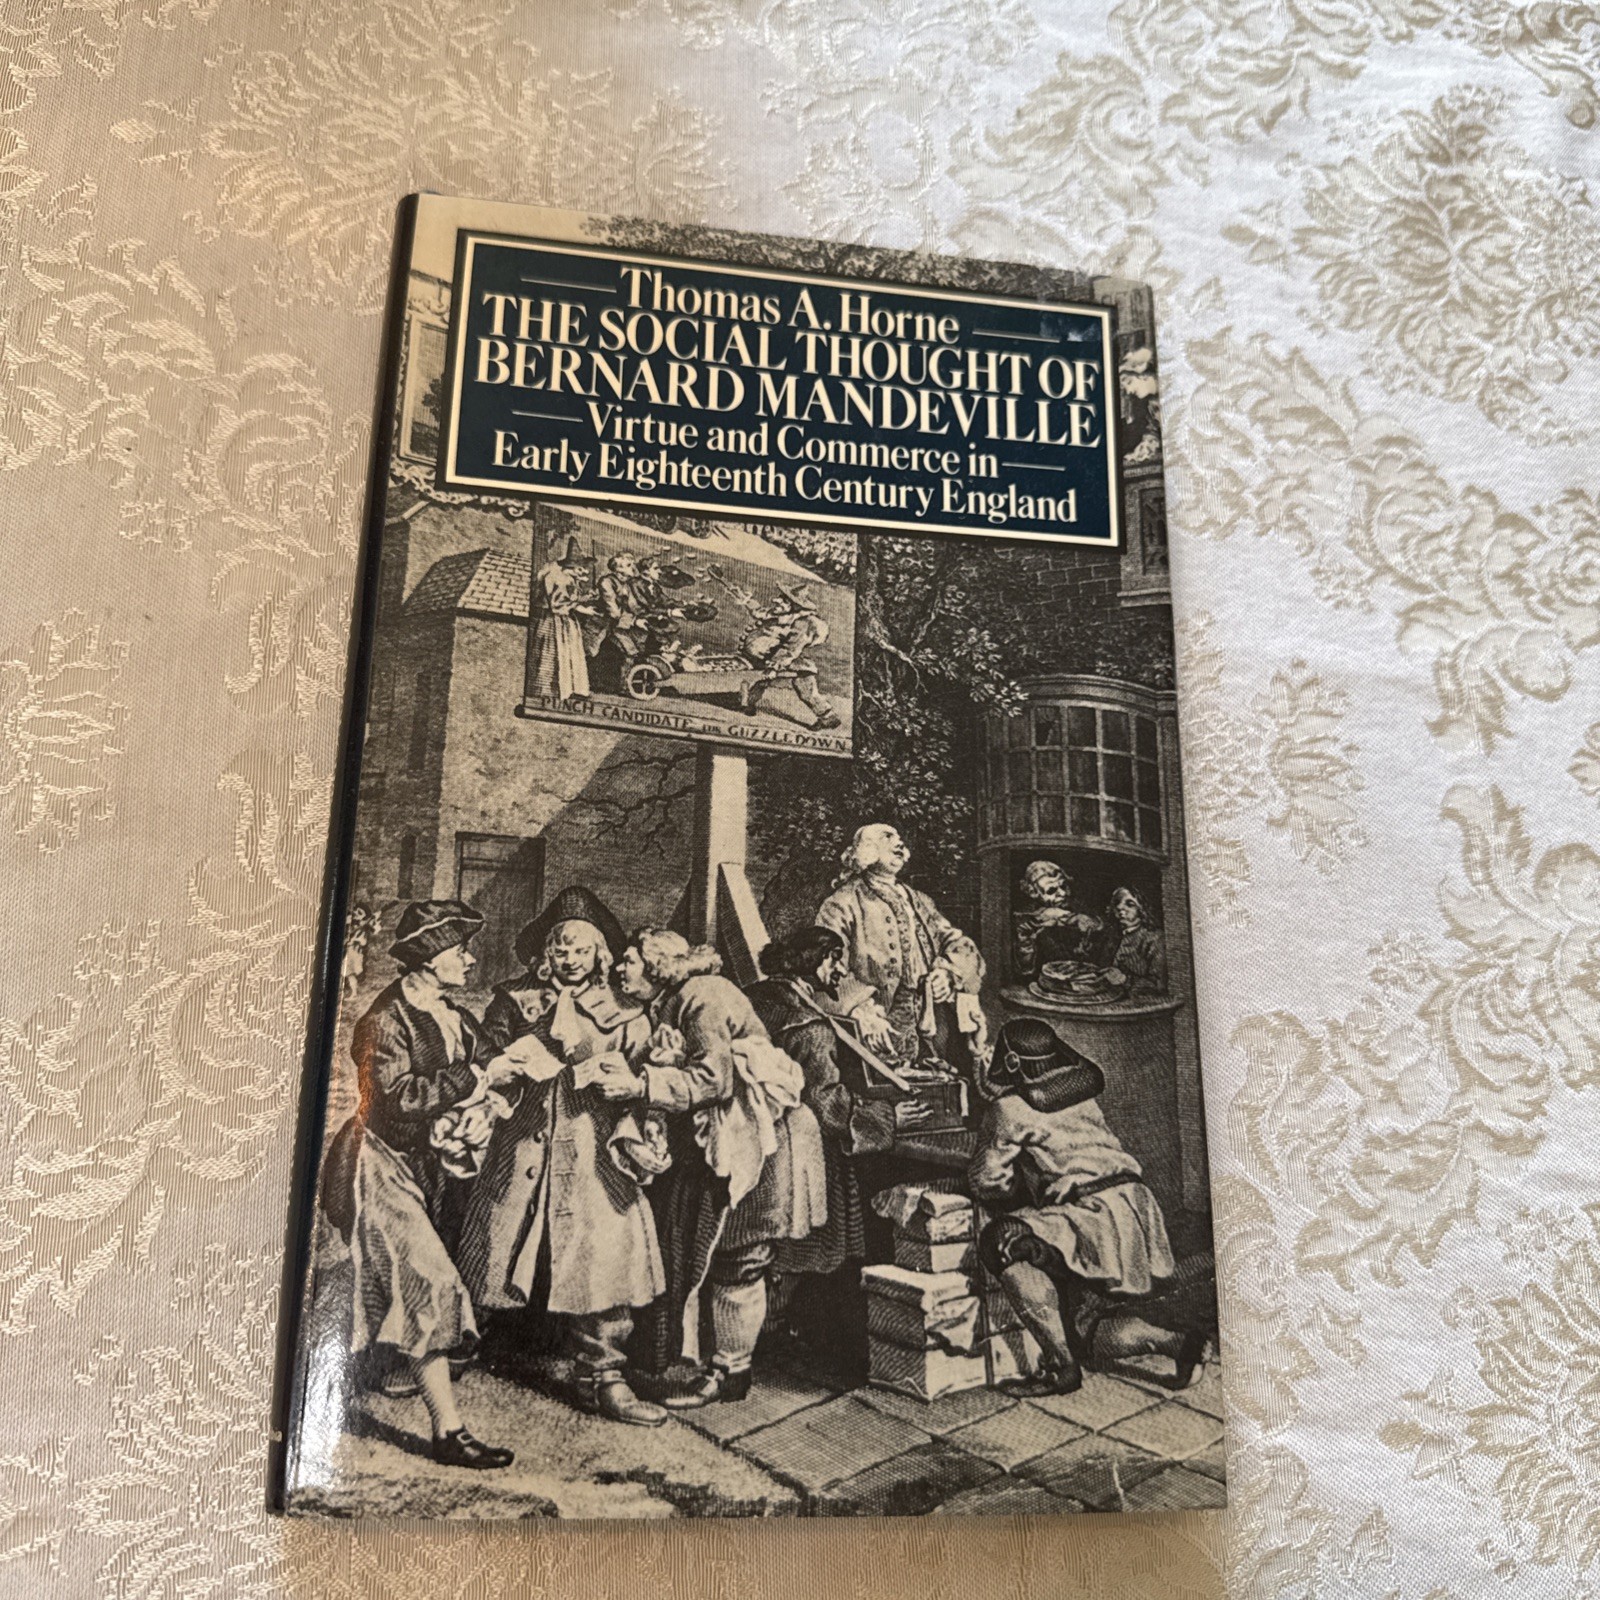 Thomas A. Horne
THE SOCIAL THOUGHT OF
BERNARD MANDEVILLE
Virtue and Commerce in
Early Eighteenth Century England
PUNCH CANDIDATE FOR GUZZLEDOWN